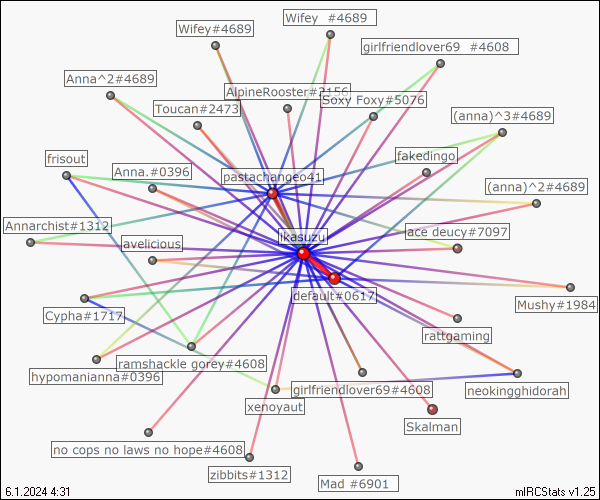 Wifey  #4689
Wifey#4689
girlfriendlover69  #4608
Anna^2#4689
AlpineRooster#2156
Soxy Foxy#5076
Toucan#2473
(anna)^3#4689
frisout
fakedingo
Anna.#0396
pastachangeo41
(anna)^2#4689
Annarchist#1312
ace deucy#7097
ikasuzu
avelicious
default#0617
Mushy#1984
Cypha#1717
rattgaming
ramshackle gorey#4608
hypomanianna#0396
girlfriendlover69#4608
neokingghidorah
xenoyaut
Skalman
no cops no laws no hope#4608
zibbits#1312
Mad #6901
6.1.2024 4:31
mIRCStats v1.25